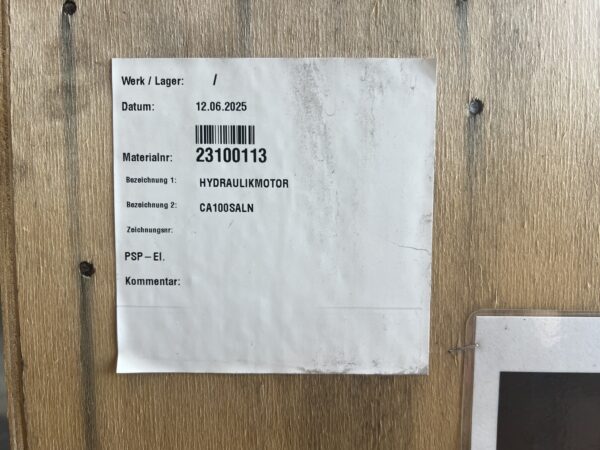 Werk / Lager: /
Datum: 12.06.2025
Materialnr: 23100113
Bezeichnung 1: HYDRAULIKMOTOR
Bezeichnung 2: CA100SALN
Zeichnungsnr:
PSP – El.
Kommentar: